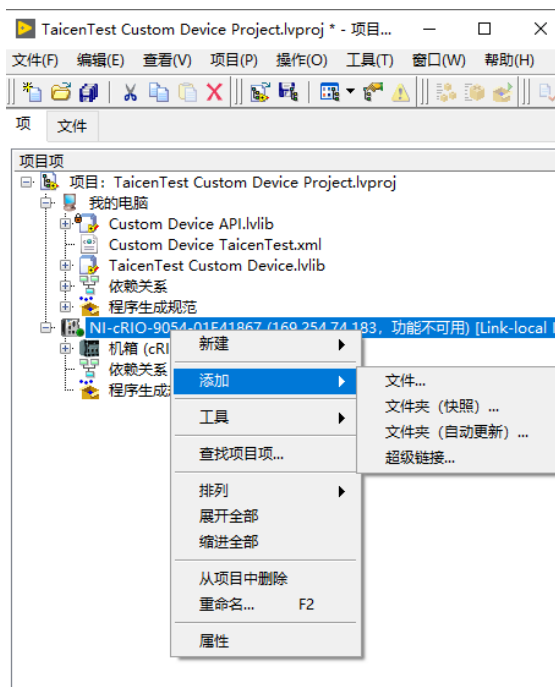 TaicenTest Custom Device Project.lvproj * - 项目...
文件(F) 编辑(E) 查看(V) 项目(P) 操作(O) 工具(T) 窗口(W) 帮助(H)
项 文件
项目项
项目：TaicenTest Custom Device Project.lvproj
我的电脑
Custom Device API.lvlib
Custom Device TaicenTest.xml
TaicenTest Custom Device.lvlib
依赖关系
程序生成规范
NI-cRIO-9054-01F41867 (169.254.74.183，功能不可用) [Link-local
机箱 (cRI
依赖关系
程序生成
新建
添加
工具
查找项目项...
排列
展开全部
缩进全部
从项目中删除
重命名... F2
属性
文件...
文件夹（快照）...
文件夹（自动更新）...
超级链接...